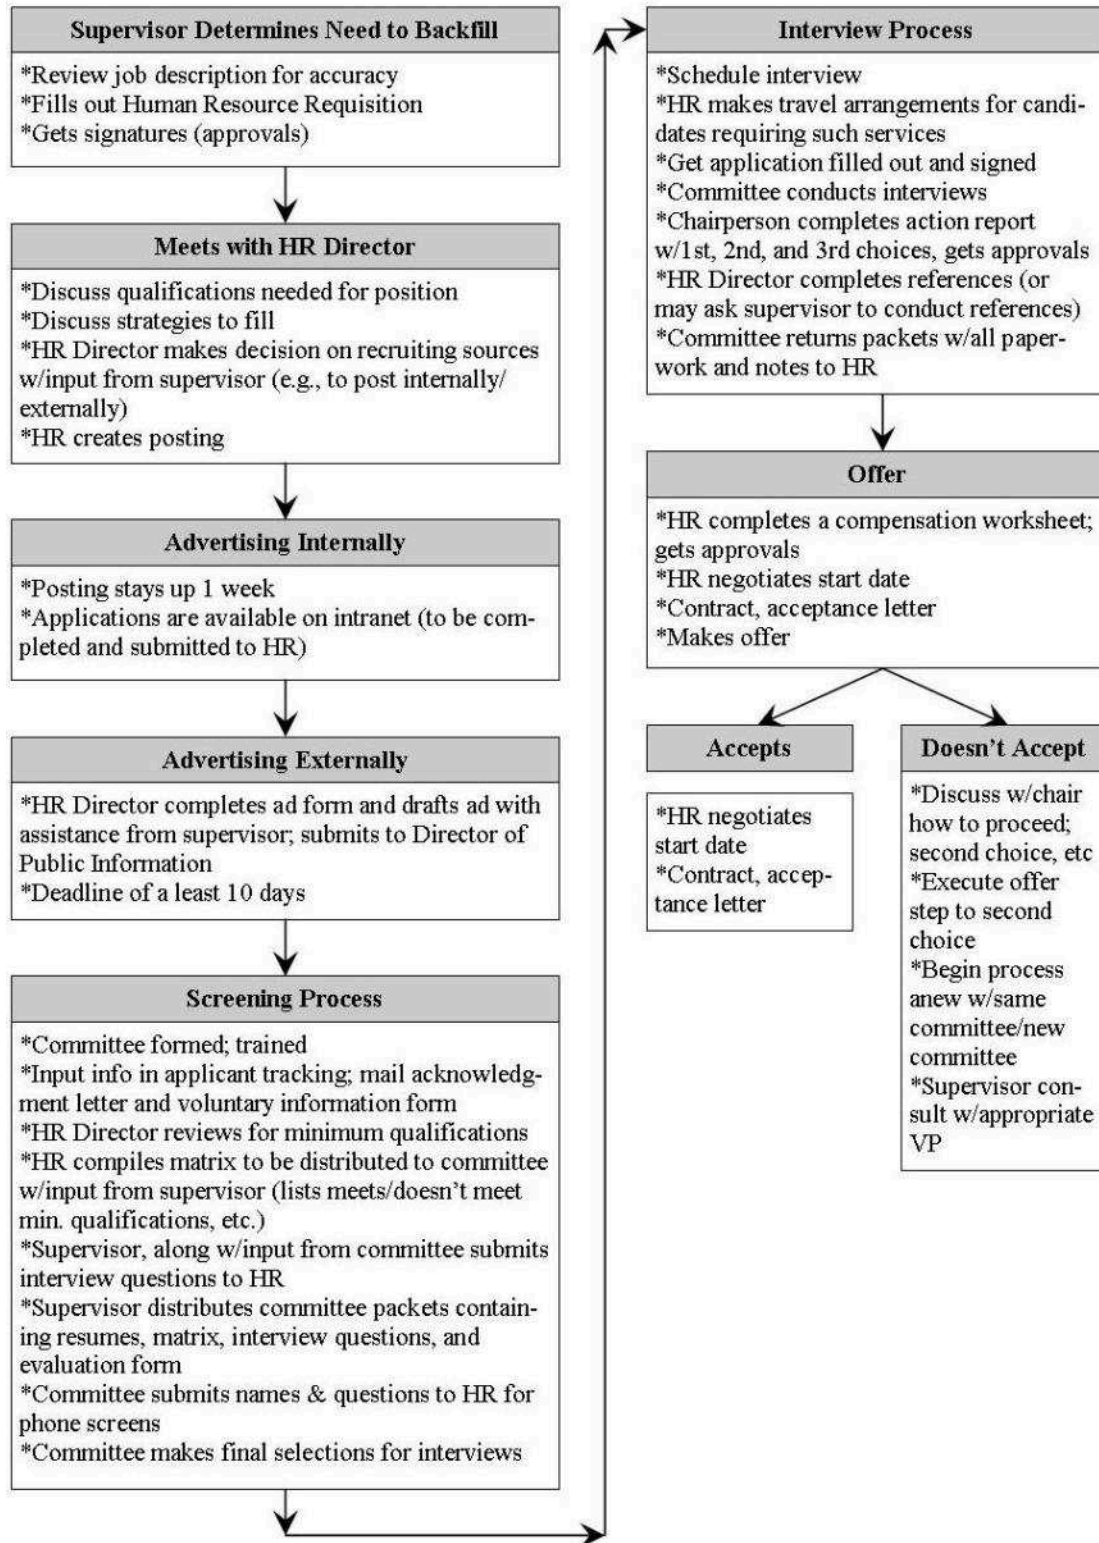 Supervisor Determines Need to Backfill
*Review job description for accuracy
*Fills out Human Resource Requisition
*Gets signatures (approvals)
Meets with HR Director
*Discuss qualifications needed for position
*Discuss strategies to fill
*HR Director makes decision on recruiting sources
w/input from supervisor (e.g., to post internally/
externally)
*HR creates posting
Advertising Internally
*Posting stays up 1 week
*Applications are available on intranet (to be com-
pleted and submitted to HR)
Advertising Externally
*HR Director completes ad form and drafts ad with
assistance from supervisor; submits to Director of
Public Information
*Deadline of a least 10 days
Screening Process
*Committee formed; trained
*Input info in applicant tracking; mail acknowledg-
ment letter and voluntary information form
*HR Director reviews for minimum qualifications
*HR compiles matrix to be distributed to committee
w/input from supervisor (lists meets/doesn't meet
min. qualifications, etc.)
*Supervisor, along w/input from committee submits
interview questions to HR
*Supervisor distributes committee packets contain-
ing resumes, matrix, interview questions, and
evaluation form
*Committee submits names & questions to HR for
phone screens
*Committee makes final selections for interviews
Interview Process
*Schedule interview
*HR makes travel arrangements for candi-
dates requiring such services
*Get application filled out and signed
*Committee conducts interviews
*Chairperson completes action report
w/1st, 2nd, and 3rd choices, gets approvals
*HR Director completes references (or
may ask supervisor to conduct references)
*Committee returns packets w/all paper-
work and notes to HR
Offer
*HR completes a compensation worksheet;
gets approvals
*HR negotiates start date
*Contract, acceptance letter
*Makes offer
Accepts
*HR negotiates
start date
*Contract, accep-
tance letter
Doesn't Accept
*Discuss w/chair
how to proceed;
second choice, etc
*Execute offer
step to second
choice
*Begin process
anew w/same
committee/new
committee
*Supervisor con-
sult w/appropriate
VP